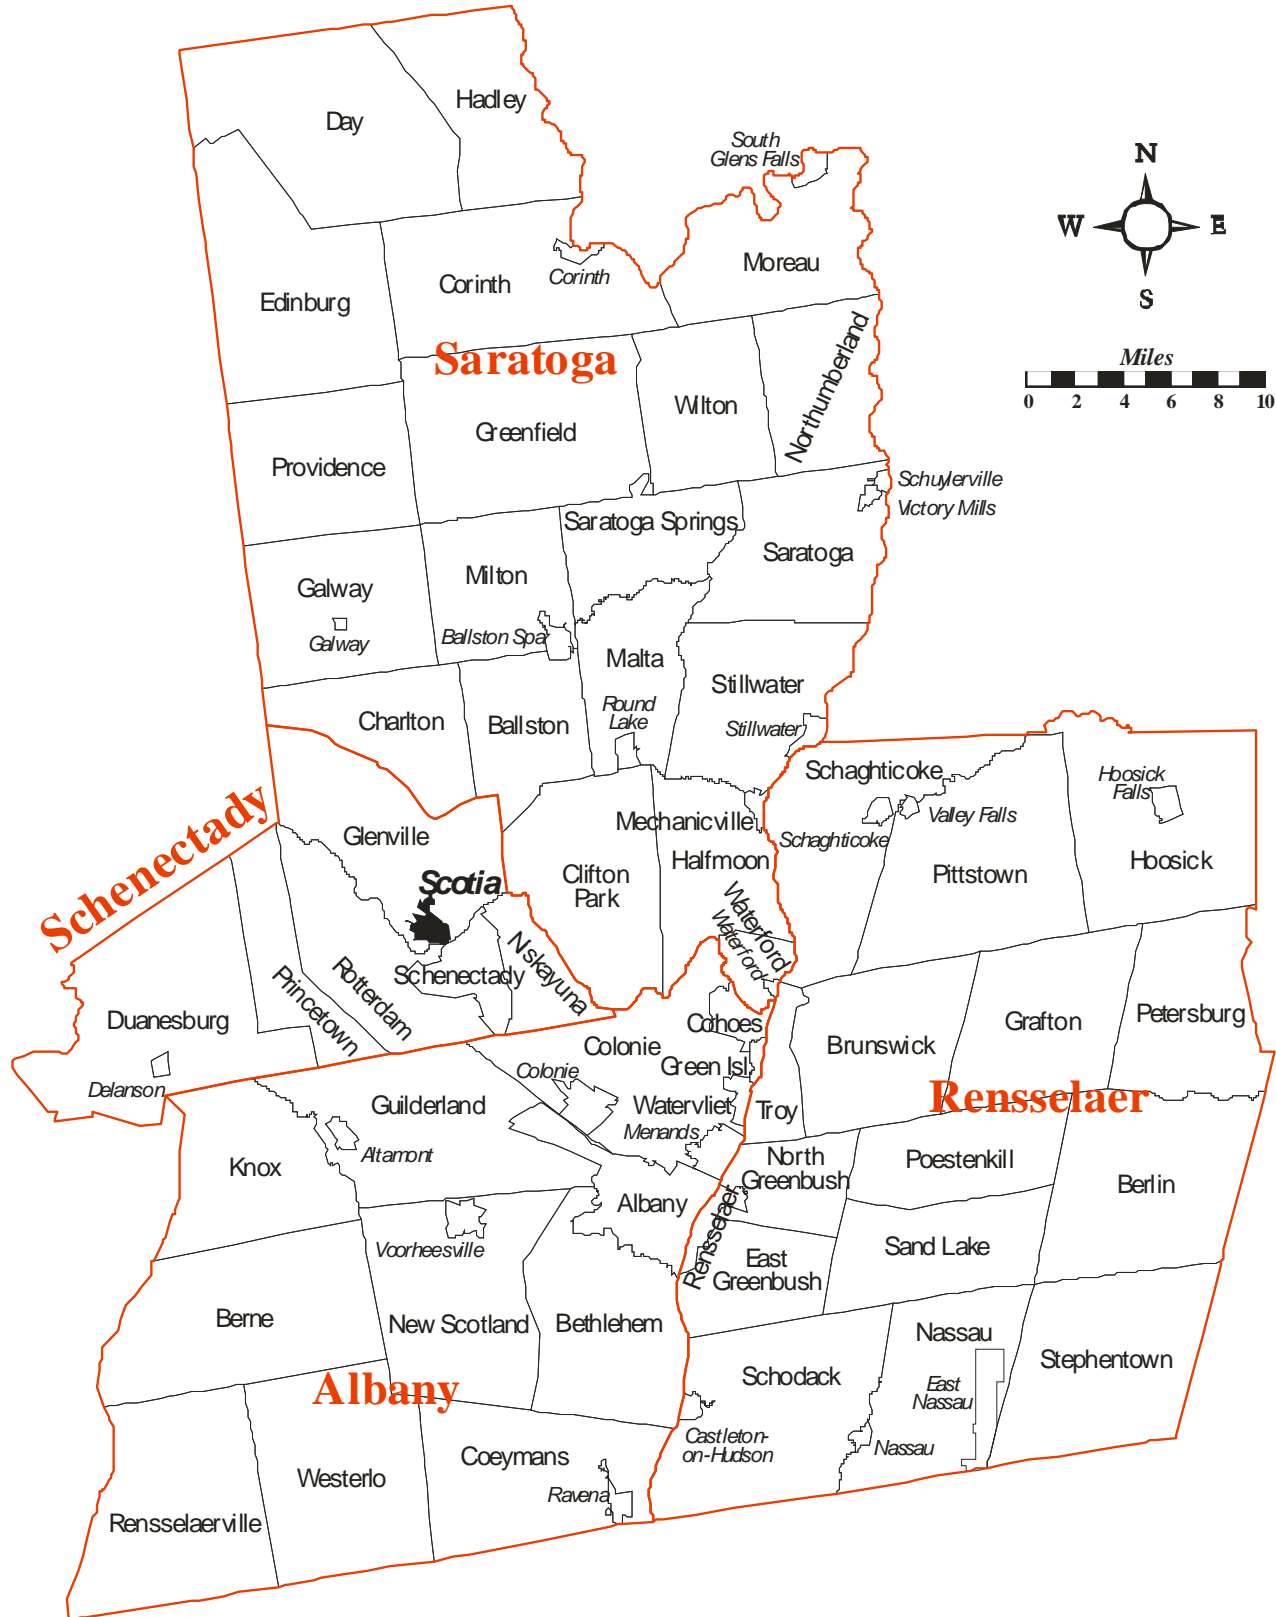 Hadley
Day
South
Glens Falls
N
W
E
S
Moreau
Corinth
Corinth
Edinburg
Saratoga
Miles
0 2 4 6 8 10
Northumberland
Wilton
Greenfield
Providence
Schuylerville
Victory Mills
Saratoga Springs
Saratoga
Milton
Galway
Galway
Ballston Spa
Malta
Stillwater
Round
Lake
Stillwater
Charlton
Ballston
Schaghticoke
Hoosick
Falls
Schenectady
Glenville
Mechanicville
Schaghticoke
Valley Falls
Halfmoon
Hoosick
Clifton
Park
Pittstown
Scotia
Waterford
Waterford
Niskayuna
Schenectady
Rotterdam
Princetown
Duanesburg
Delanson
Cohoes
Colonie
Green Isl.
Colonie
Watervliet
Menands
Troy
Brunswick
Grafton
Petersburg
Rensselaer
Guilderland
Altamont
Knox
North
Greenbush
Poestenkill
Berlin
Albany
Rensselaer
Voorheesville
East
Greenbush
Sand Lake
Berne
New Scotland
Bethlehem
Nassau
Stephentown
Schodack
East
Nassau
Albany
Castleton-
on-Hudson
Nassau
Coeymans
Westerlo
Ravena
Rensselaerville